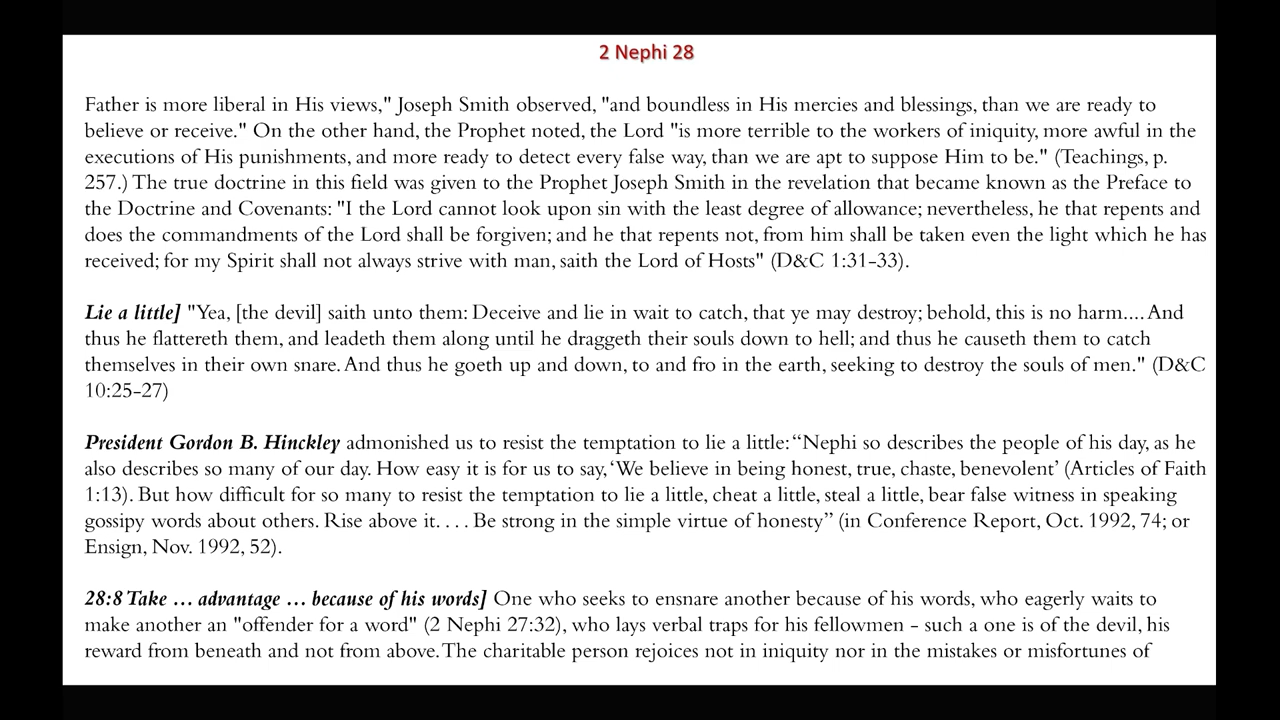 2 Nephi 28
Father is more liberal in His views," Joseph Smith observed, "and boundless in His mercies and blessings, than we are ready to
believe or receive." On the other hand, the Prophet noted, the Lord "is more terrible to the workers of iniquity, more awful in the
executions of His punishments, and more ready to detect every false way, than we are apt to suppose Him to be." (Teachings, p.
257.) The true doctrine in this field was given to the Prophet Joseph Smith in the revelation that became known as the Preface to
the Doctrine and Covenants: "I the Lord cannot look upon sin with the least degree of allowance; nevertheless, he that repents and
does the commandments of the Lord shall be forgiven; and he that repents not, from him shall be taken even the light which he has
received; for my Spirit shall not always strive with man, saith the Lord of Hosts" (D&C 1:31-33).
Lie a little] "Yea, [the devil] saith unto them: Deceive and lie in wait to catch, that ye may destroy; behold, this is no harm.... And
thus he flattereth them, and leadeth them along until he draggeth their souls down to hell; and thus he causeth them to catch
themselves in their own snare. And thus he goeth up and down, to and fro in the earth, seeking to destroy the souls of men." (D&C
10:25-27)
President Gordon B. Hinckley admonished us to resist the temptation to lie a little: “Nephi so describes the people of his day, as he
also describes so many of our day. How easy it is for us to say, ‘We believe in being honest, true, chaste, benevolent’ (Articles of Faith
1:13). But how difficult for so many to resist the temptation to lie a little, cheat a little, steal a little, bear false witness in speaking
gossipy words about others. Rise above it. . . . Be strong in the simple virtue of honesty” (in Conference Report, Oct. 1992, 74; or
Ensign, Nov. 1992, 52).
28:8 Take … advantage … because of his words] One who seeks to ensnare another because of his words, who eagerly waits to
make another an "offender for a word" (2 Nephi 27:32), who lays verbal traps for his fellowmen - such a one is of the devil, his
reward from beneath and not from above. The charitable person rejoices not in iniquity nor in the mistakes or misfortunes of